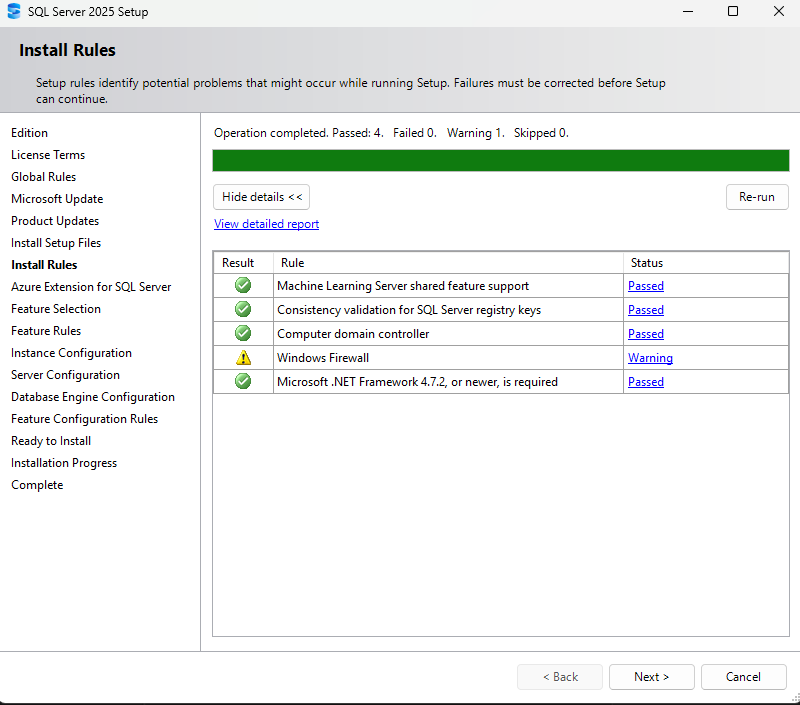 SQL Server 2025 Setup
Install Rules
Setup rules identify potential problems that might occur while running Setup. Failures must be corrected before Setup
can continue.
Edition
License Terms
Global Rules
Microsoft Update
Product Updates
Install Setup Files
Install Rules
Azure Extension for SQL Server
Feature Selection
Feature Rules
Instance Configuration
Server Configuration
Database Engine Configuration
Feature Configuration Rules
Ready to Install
Installation Progress
Complete
Operation completed. Passed: 4. Failed 0. Warning 1. Skipped 0.
Hide details << Re-run
View detailed report
Result Rule Status
Machine Learning Server shared feature support Passed
Consistency validation for SQL Server registry keys Passed
Computer domain controller Passed
Windows Firewall Warning
Microsoft .NET Framework 4.7.2, or newer, is required Passed
< Back Next > Cancel